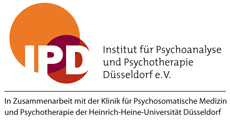 IPD
Institut für Psychoanalyse
und Psychotherapie
Düsseldorf e.V.
In Zusammenarbeit mit der Klinik für Psychosomatische Medizin
und Psychotherapie der Heinrich-Heine-Universität Düsseldorf